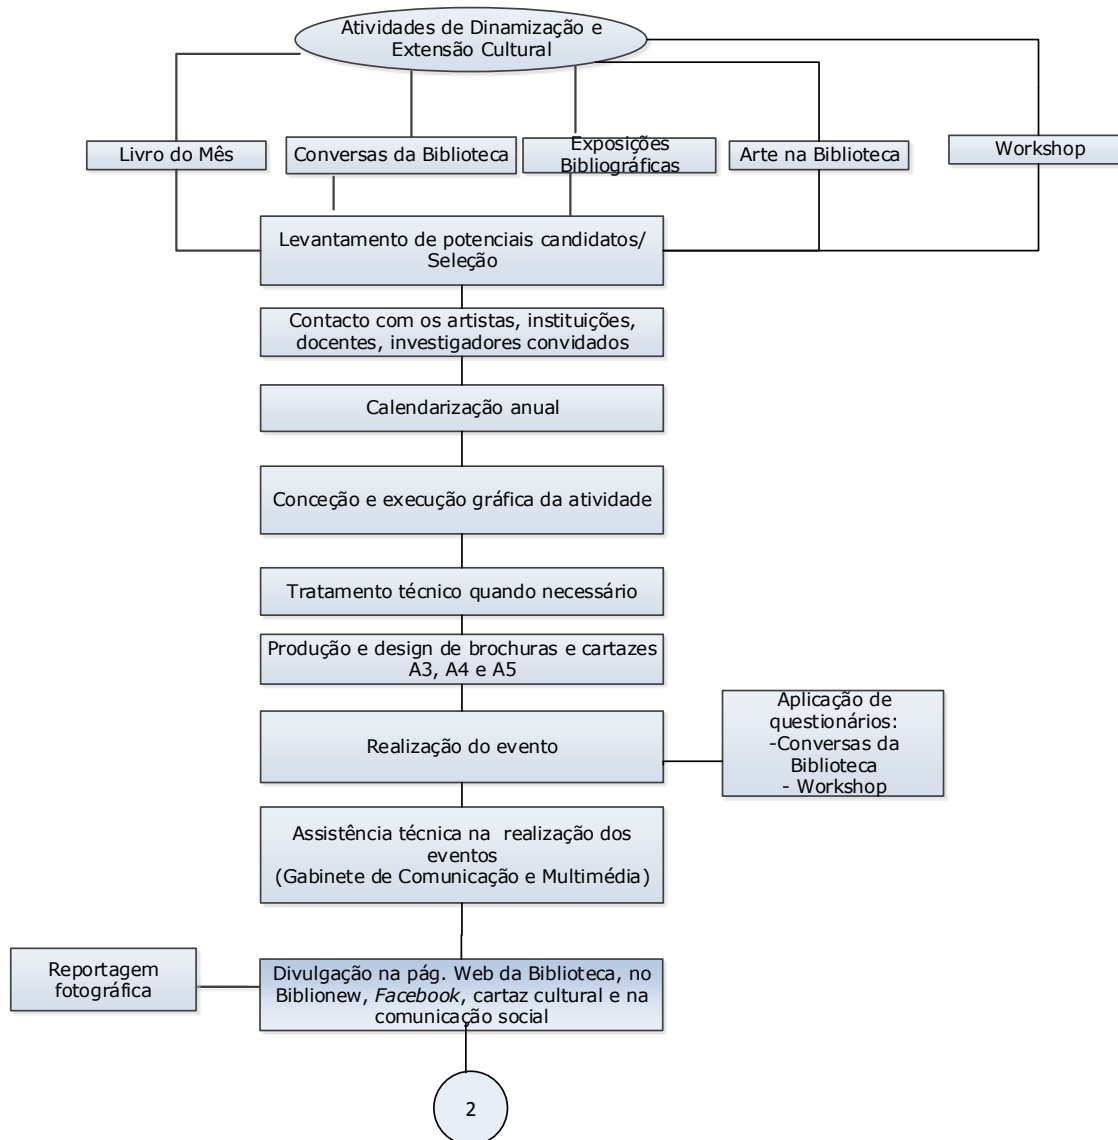 Atividades de Dinamização e
Extensão Cultural
Livro do Mês
Conversas da Biblioteca
Exposições
Bibliográficas
Arte na Biblioteca
Workshop
Levantamento de potenciais candidatos/
Seleção
Contacto com os artistas, instituições,
docentes, investigadores convidados
Calendarização anual
Conceção e execução gráfica da atividade
Tratamento técnico quando necessário
Produção e design de brochuras e cartazes
A3, A4 e A5
Realização do evento
Aplicação de
questionários:
-Conversas da
Biblioteca
- Workshop
Assistência técnica na realização dos
eventos
(Gabinete de Comunicação e Multimédia)
Reportagem
fotográfica
Divulgação na pág. Web da Biblioteca, no
Biblionew, Facebook, cartaz cultural e na
comunicação social
2